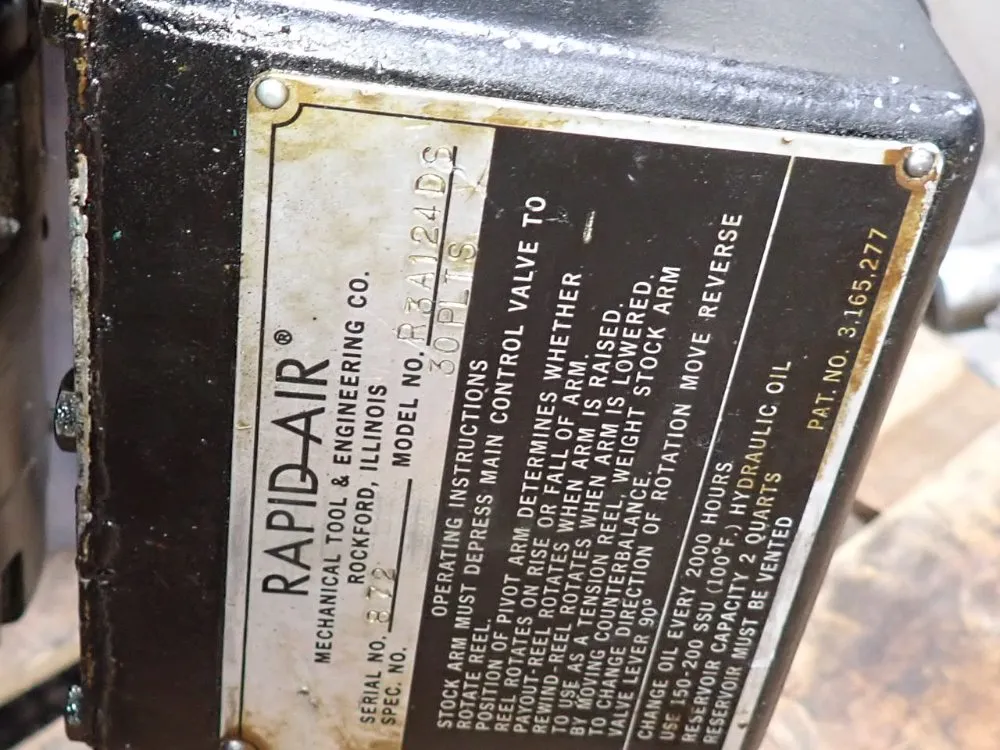 RAPID-AIR®
MECHANICAL TOOL & ENGINEERING CO.
ROCKFORD, ILLINOIS
SERIAL NO. 872 MODEL NO. R3A124DS
SPEC. NO. 30PLTS
OPERATING INSTRUCTIONS
STOCK ARM MUST DEPRESS MAIN CONTROL VALVE TO
ROTATE REEL.
POSITION OF PIVOT ARM DETERMINES WHETHER
REEL ROTATES ON RISE OR FALL OF ARM.
PAYOUT-REEL ROTATES WHEN ARM IS RAISED.
REWIND-REEL ROTATES WHEN ARM IS LOWERED.
TO USE AS A TENSION REEL, WEIGHT STOCK ARM
BY MOVING COUNTERBALANCE.
TO CHANGE DIRECTION OF ROTATION MOVE REVERSE
VALVE LEVER 90°
CHANGE OIL EVERY 2000 HOURS
USE 150-200 SSU (100°F.) HYDRAULIC OIL
RESERVOIR CAPACITY 2 QUARTS
RESERVOIR MUST BE VENTED
PAT. NO. 3,165,277